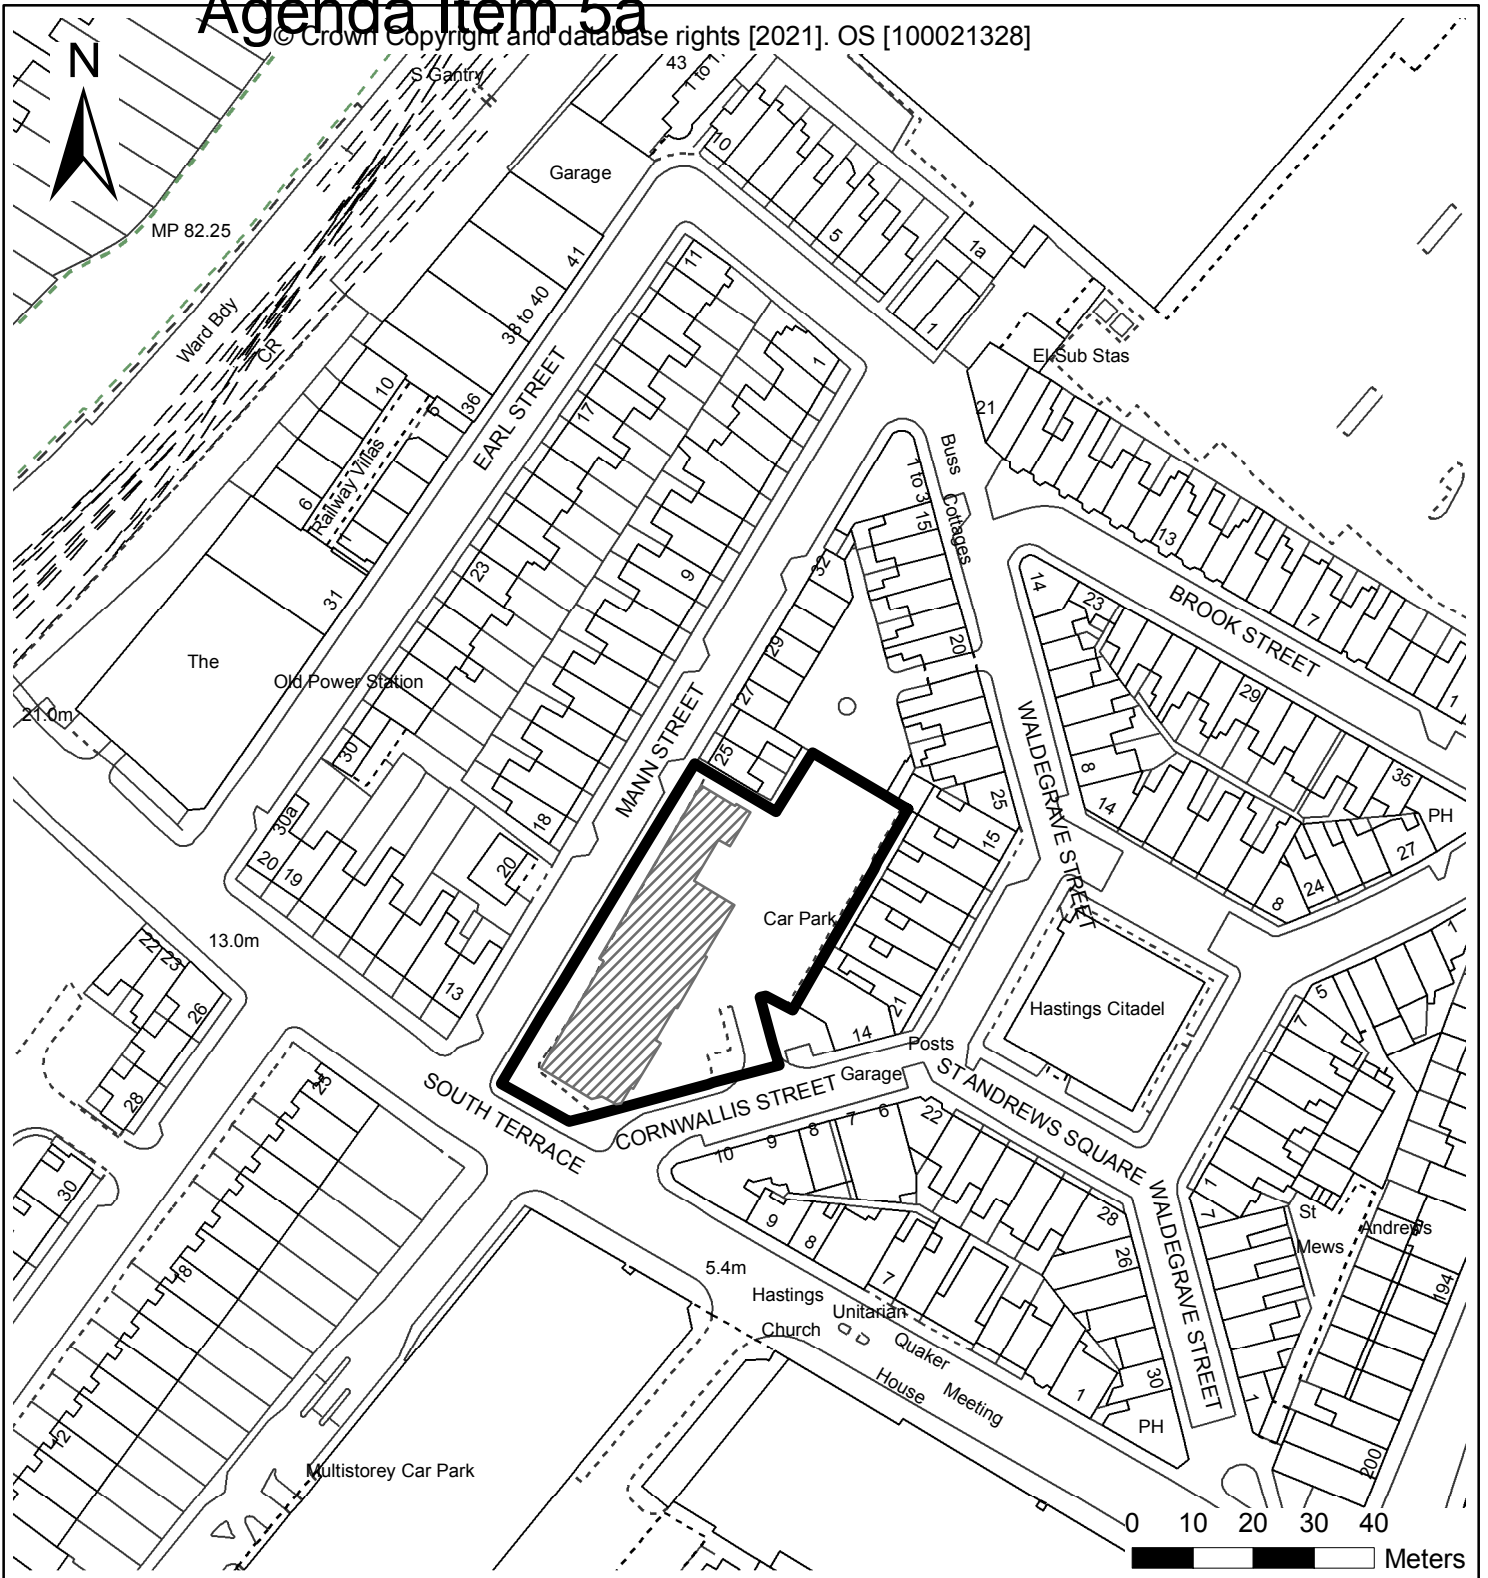 Agenda Item 5a
© Crown Copyright and database rights [2021]. OS [100021328]
N
S Gantry
43
10
Garage
5
1a
MP 82.25
41
11
38 to 40
1
Ward Bdy
CR
El Sub Stas
1
10
6
36
EARL STREET
17
21
Buss Cottages
1 to 3
15
Railway Villas
6
13
32
23
9
14
23
BROOK STREET
7
31
The
Old Power Station
29
20
29
1
21.0m
27
MANN STREET
WALDEGRAVE STREET
30
25
8
35
14
25
PH
30a
18
15
27
20
19
20
24
8
Car Park
1
22
23
13.0m
13
5
26
21
Hastings Citadel
7
14
Posts
SOUTH TERRACE
Garage
ST ANDREWS SQUARE
25
28
CORNWALLIS STREET
10
9
8
7
6
22
30
1
WALDEGRAVE STREET
7
St Andrews Mews
28
9
8
26
18
5.4m
7
194
Hastings Unitarian Church
Quaker Meeting House
30
1
1
12
PH
200
Multistorey Car Park
0 10 20 30 40
Meters